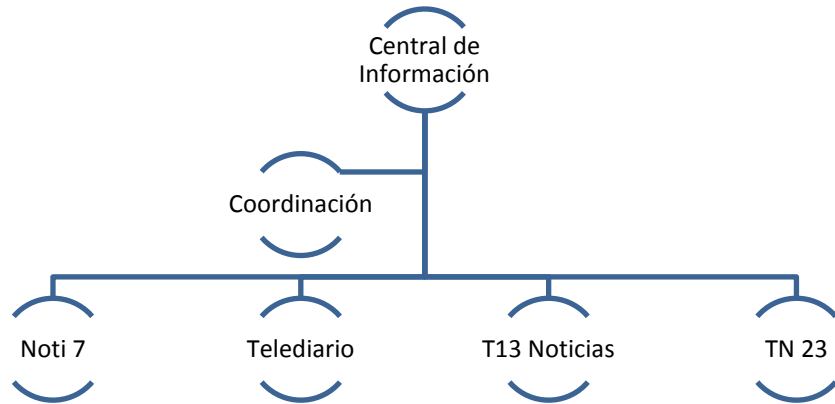 Central de
Información
Coordinación
Noti 7
Telediario
T13 Noticias
TN 23